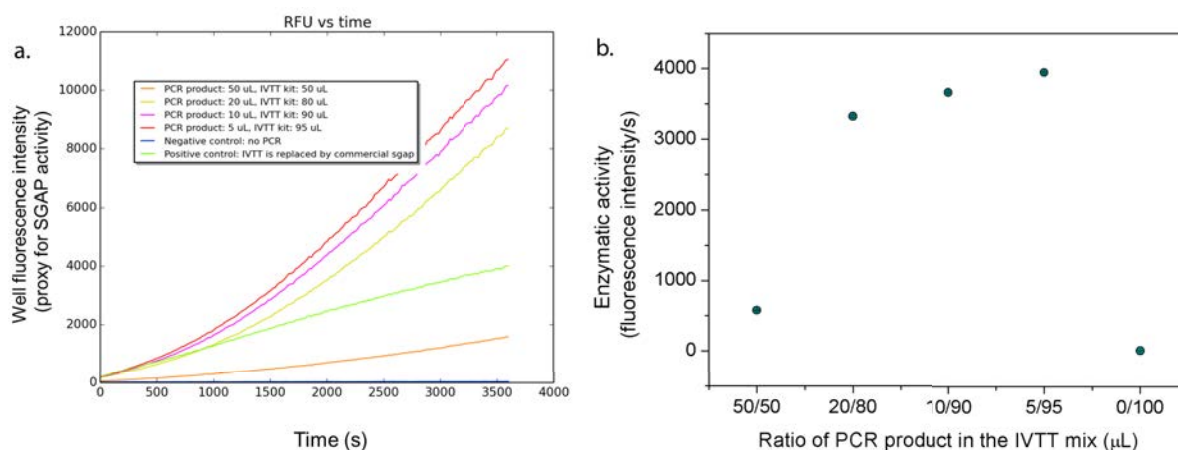 a.
RFU vs time
12000
10000
8000
6000
4000
2000
0
Well fluorescence intensity
(proxy for SGAP activity)
PCR product: 50 uL, IVTT kit: 50 uL
PCR product: 20 uL, IVTT kit: 80 uL
PCR product: 10 uL, IVTT kit: 90 uL
PCR product: 5 uL, IVTT kit: 95 uL
Negative control: no PCR
Positive control: IVTT is replaced by commercial sgap
0 500 1000 1500 2000 2500 3000 3500 4000
Time (s)
b.
4000
3000
2000
1000
0
Enzymatic activity
(fluorescence intensity/s)
50/50 20/80 10/90 5/95 0/100
Ratio of PCR product in the IVTT mix (μL)